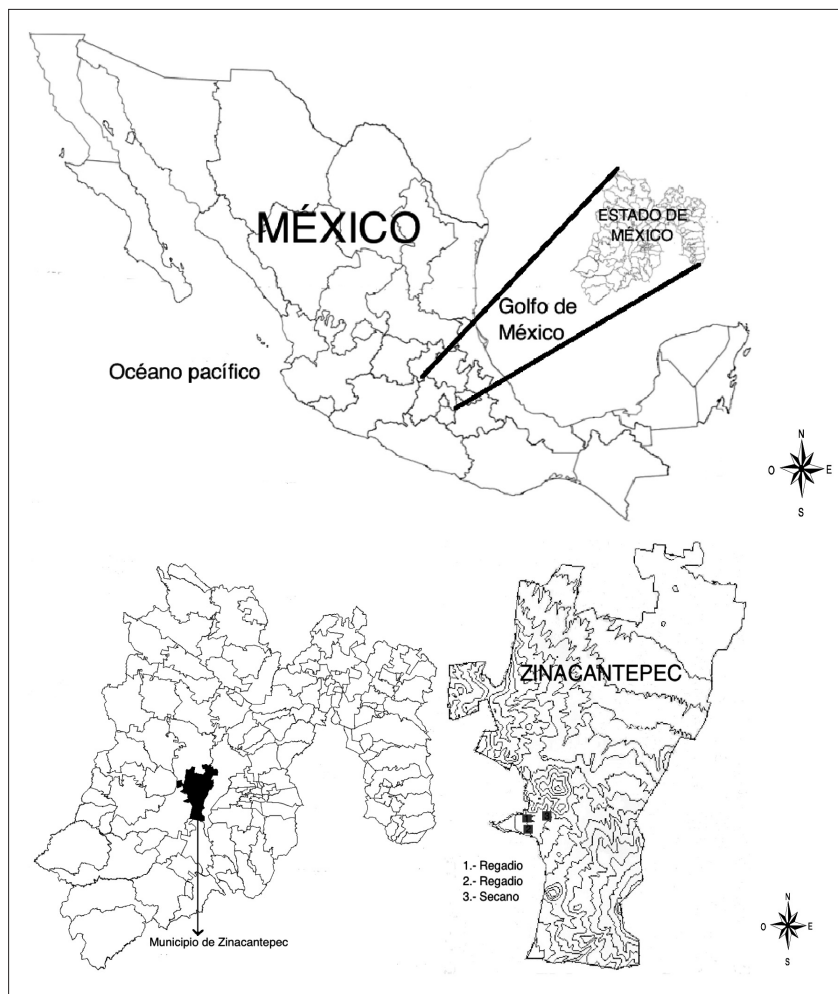 MÉXICO
ESTADO DE
MÉXICO
Golfo de
México
Océano pacífico
N
O
E
S
ZINACANTEPEC
1.- Regadio
2.- Regadio
3.- Secano
Municipio de Zinacantepec
N
O
E
S